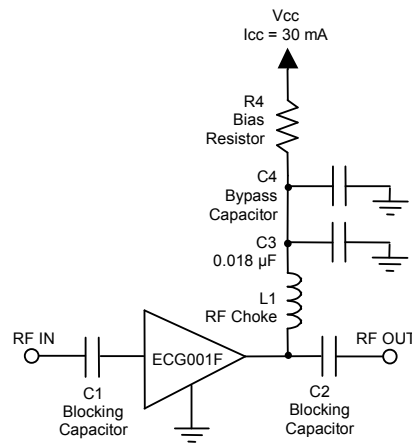 Vcc
Icc = 30 mA
R4
Bias
Resistor
C4
Bypass
Capacitor
C3
0.018 µF
L1
RF Choke
RF IN
ECG001F
RF OUT
C1
Blocking
Capacitor
C2
Blocking
Capacitor